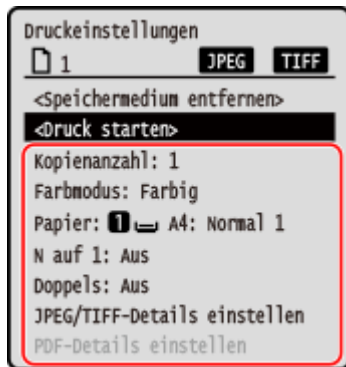 Druckeinstellungen
1 JPEG TIFF
<Speichermedium entfernen>
<Druck starten>
Kopienanzahl: 1
Farbmodus: Farbig
Papier: 1 A4: Normal 1
N auf 1: Aus
Doppels: Aus
JPEG/TIFF-Details einstellen
PDF-Details einstellen